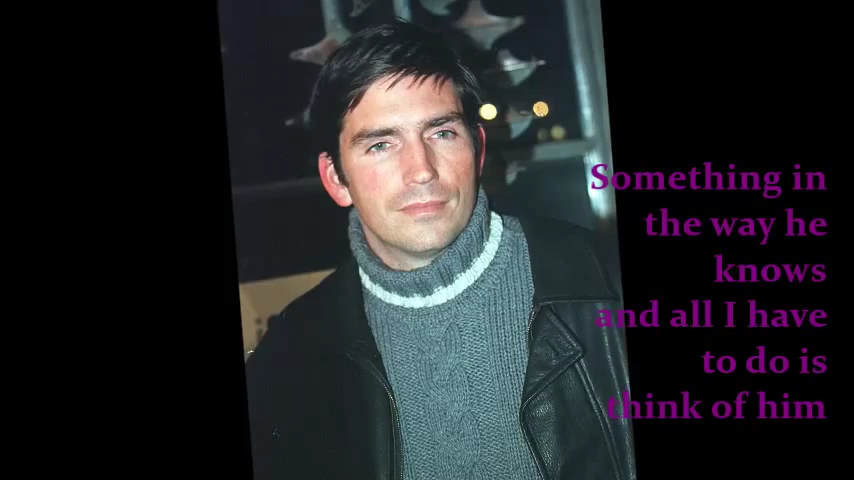 Something in
the way he
knows
and all I have
to do is
think of him